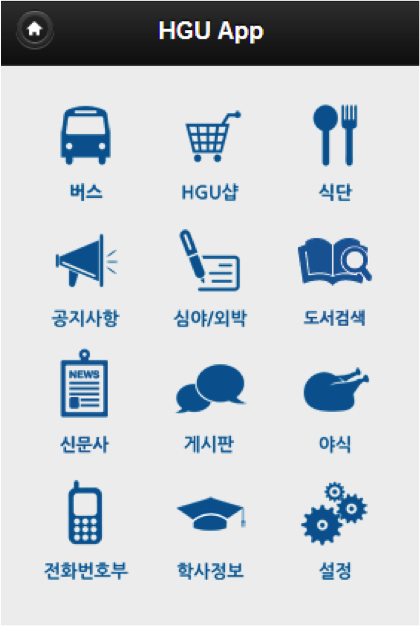 HGU App
버스 HGU샵 식단
공지사항 심야/외박 도서검색
NEWS
신문사 게시판 야식
전화번호부 학사정보 설정